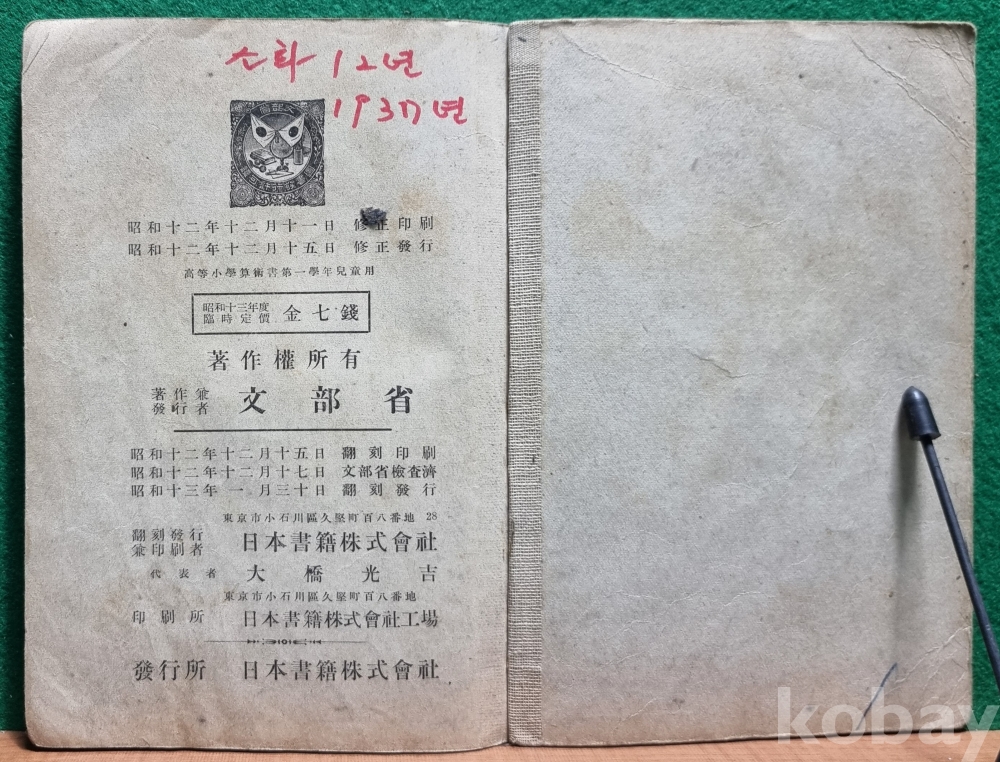 소화 12년
1937년
昭和十二年十二月十一日 修正印刷
昭和十二年十二月十五日 修正發行
高等小學算術書第一學年兒童用
昭和十三年度
臨時定價 金七錢
著作權所有
著作兼
發行者 文部省
昭和十二年十二月十五日 翻刻印刷
昭和十二年十二月十七日 文部省檢查濟
昭和十三年一月三十日 翻刻發行
東京市小石川區久堅町百八番地 28
翻刻發行
兼印刷者 日本書籍株式會社
代表者 大橋光吉
東京市小石川區久堅町百八番地
印刷所 日本書籍株式會社工場
發行所 日本書籍株式會社
kobay